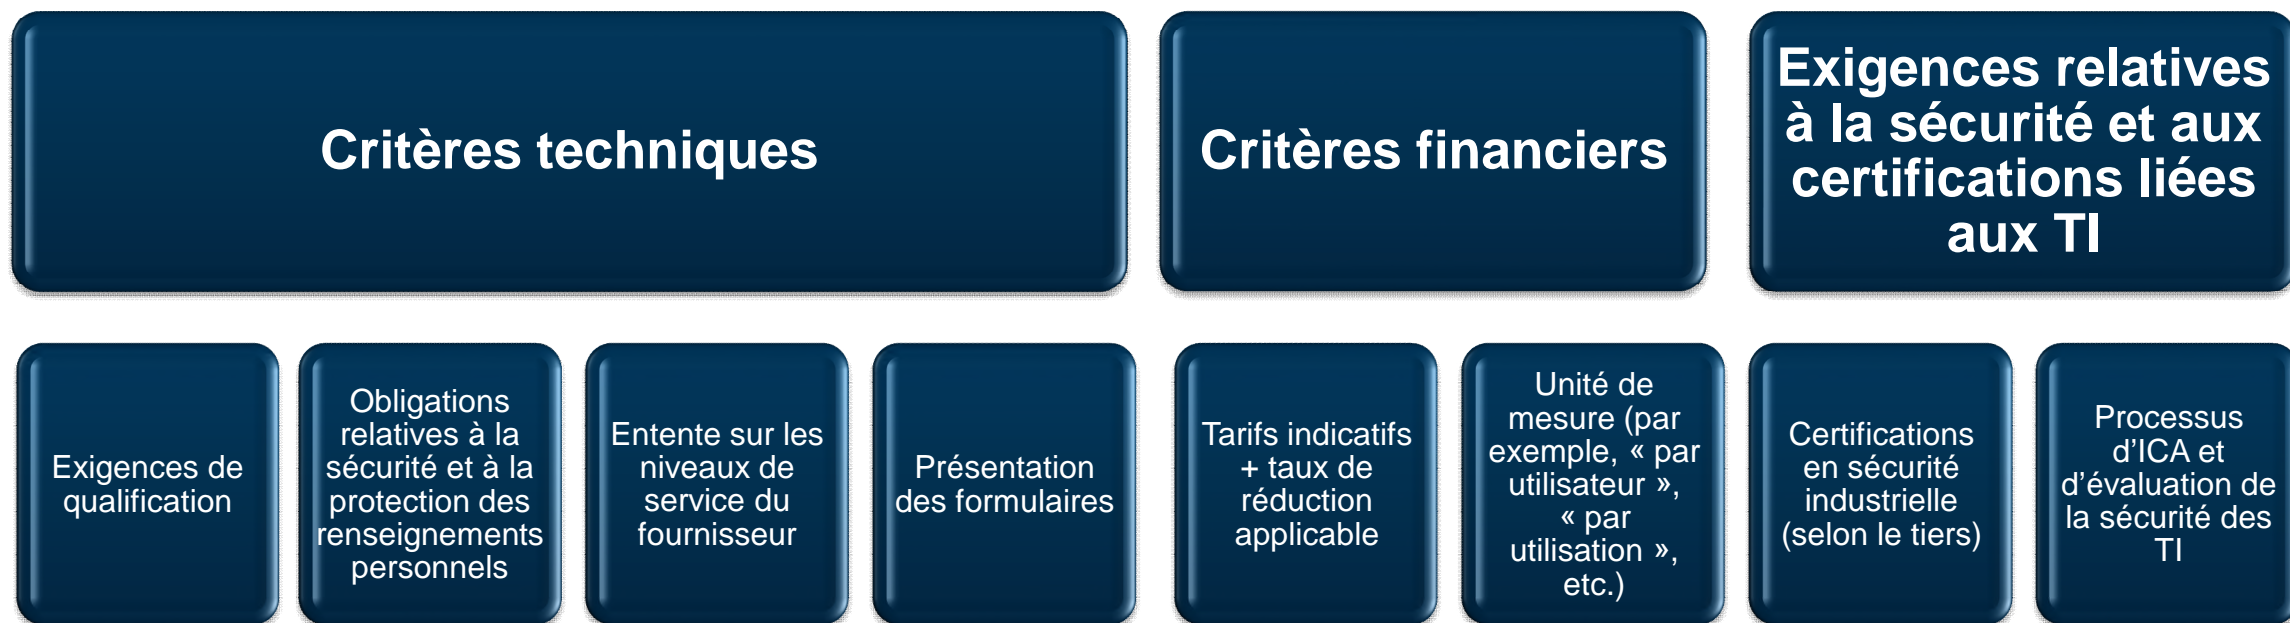 Critères techniques
Critères financiers
Exigences relatives
à la sécurité et aux
certifications liées
aux TI
Exigences de
qualification
Obligations
relatives à la
sécurité et à la
protection des
renseignements
personnels
Entente sur les
niveaux de
service du
fournisseur
Présentation
des formulaires
Tarifs indicatifs
+ taux de
réduction
applicable
Unité de
mesure (par
exemple, « par
utilisateur »,
« par
utilisation »,
etc.)
Certifications
en sécurité
industrielle
(selon le tiers)
Processus
d’ICA et
d’évaluation de
la sécurité des
TI